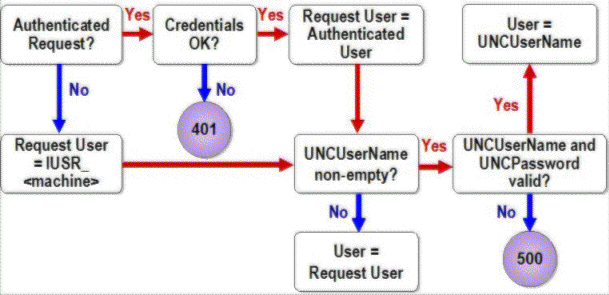 Authenticated
Request?
Yes
Credentials
OK?
Yes
Request User =
Authenticated
User
User =
UNCUserName
No
No
Yes
401
Request User
= IUSR_
<machine>
UNCUserName
non-empty?
Yes
UNCUserName and
UNCPassword
valid?
No
No
User =
Request User
500